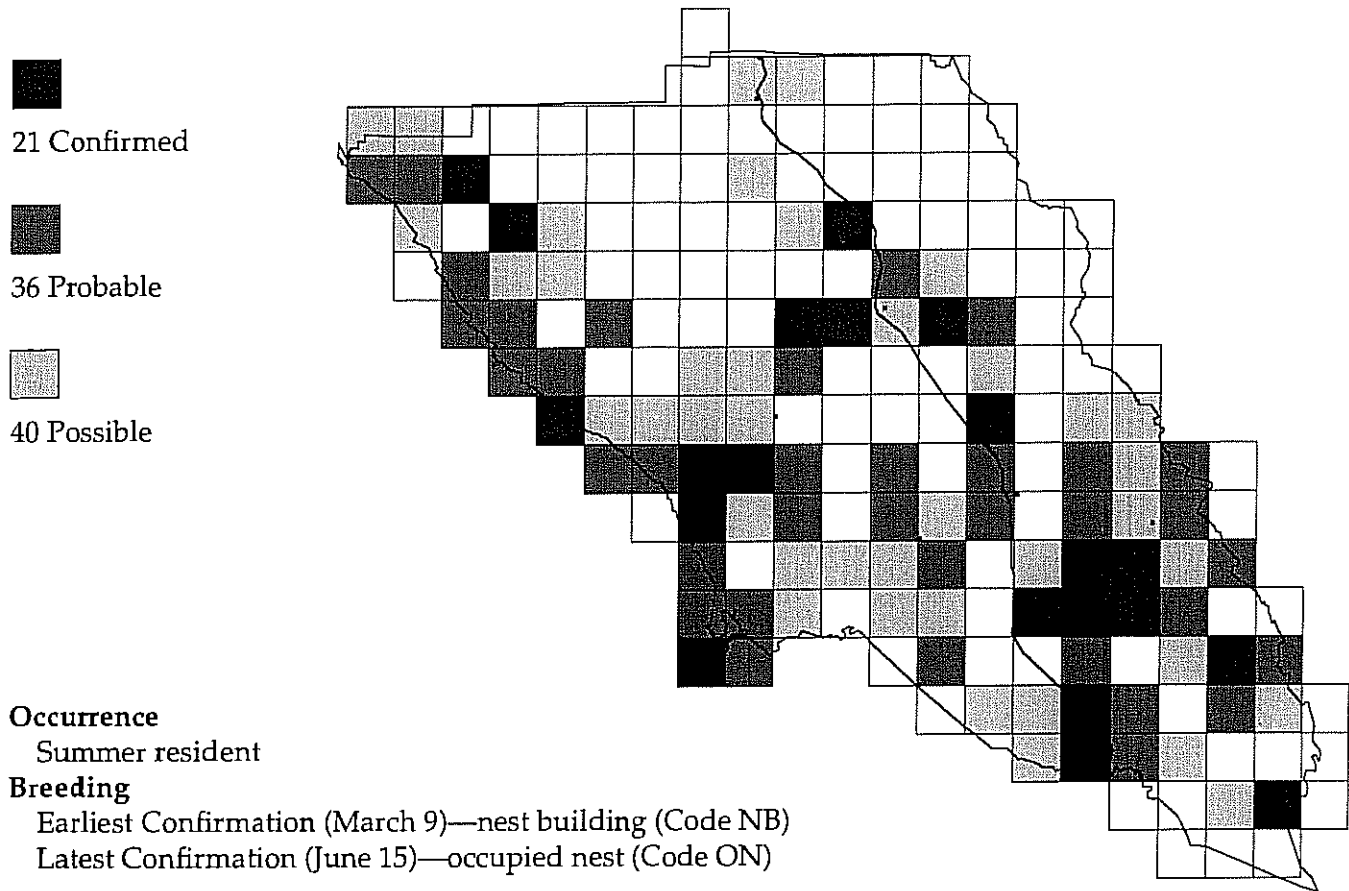 21 Confirmed
36 Probable
40 Possible
Occurrence
Summer resident
Breeding
Earliest Confirmation (March 9)—nest building (Code NB)
Latest Confirmation (June 15)—occupied nest (Code ON)